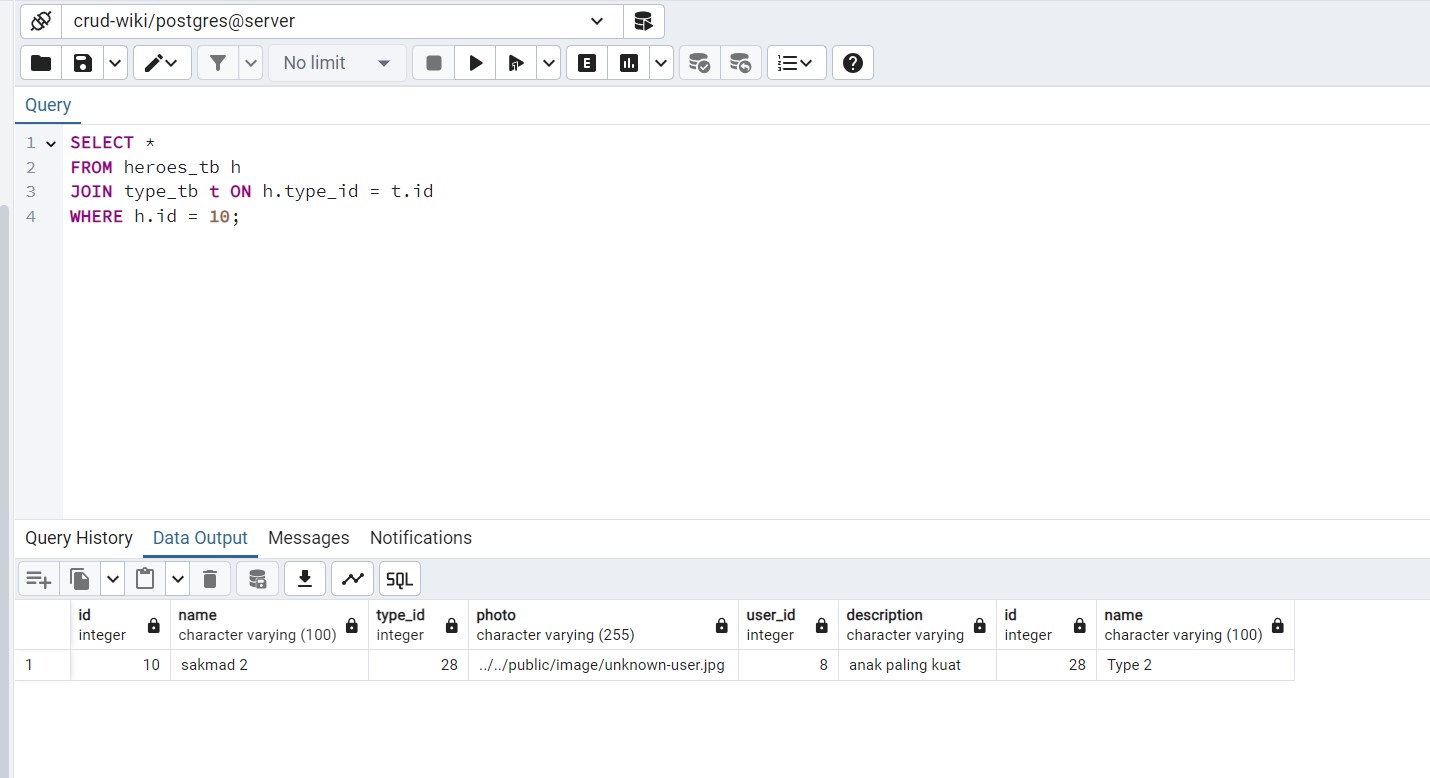 crud-wiki/postgres@server
No limit
E
Query
1 SELECT *
2 FROM heroes_tb h
3 JOIN type_tb t ON h.type_id = t.id
4 WHERE h.id = 10;
Query History Data Output Messages Notifications
SQL
id name type_id photo user_id description id name
integer character varying (100) integer character varying (255) integer character varying integer character varying (100)
1 10 sakmad 2 28 ../../public/image/unknown-user.jpg 8 anak paling kuat 28 Type 2